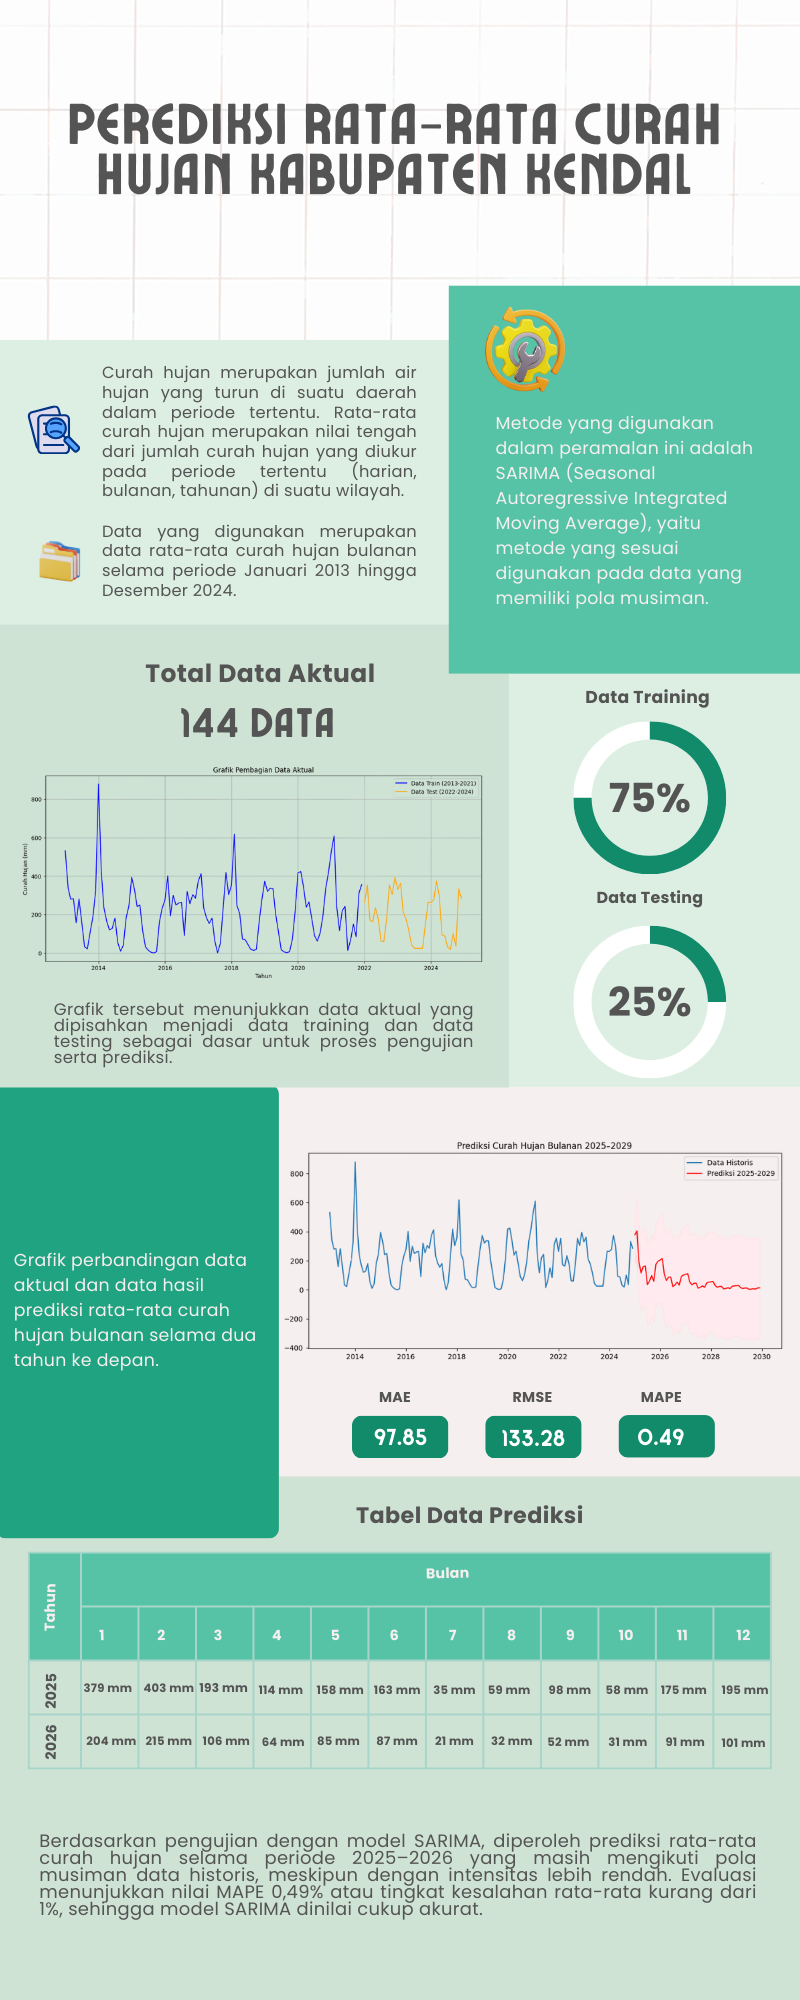 PEREDIKSI RATA-RATA CURAH
HUJAN KABUPATEN KENDAL
Curah hujan merupakan jumlah air
hujan yang turun di suatu daerah
dalam periode tertentu. Rata-rata
curah hujan merupakan nilai tengah
dari jumlah curah hujan yang diukur
pada periode tertentu (harian,
bulanan, tahunan) di suatu wilayah.
Data yang digunakan merupakan
data rata-rata curah hujan bulanan
selama periode Januari 2013 hingga
Desember 2024.
Metode yang digunakan
dalam peramalan ini adalah
SARIMA (Seasonal
Autoregressive Integrated
Moving Average), yaitu
metode yang sesuai
digunakan pada data yang
memiliki pola musiman.
Total Data Aktual
144 DATA
Grafik Pembagian Data Aktual
Data Train (2013-2021)
Data Test (2022-2024)
Curah Hujan (mm)
800
600
400
200
0
2014 2016 2018 2020 2022 2024
Tahun
Grafik tersebut menunjukkan data aktual yang
dipisahkan menjadi data training dan data
testing sebagai dasar untuk proses pengujian
serta prediksi.
Data Training
75%
Data Testing
25%
Grafik perbandingan data
aktual dan data hasil
prediksi rata-rata curah
hujan bulanan selama dua
tahun ke depan.
Prediksi Curah Hujan Bulanan 2025–2029
Data Historis
Prediksi 2025-2029
800
600
400
200
0
−200
−400
2014 2016 2018 2020 2022 2024 2026 2028 2030
MAE RMSE MAPE
97.85 133.28 0.49
Tabel Data Prediksi
Tahun Bulan
1 2 3 4 5 6 7 8 9 10 11 12
2025 379 mm 403 mm 193 mm 114 mm 158 mm 163 mm 35 mm 59 mm 98 mm 58 mm 175 mm 195 mm
2026 204 mm 215 mm 106 mm 64 mm 85 mm 87 mm 21 mm 32 mm 52 mm 31 mm 91 mm 101 mm
Berdasarkan pengujian dengan model SARIMA, diperoleh prediksi rata-rata
curah hujan selama periode 2025–2026 yang masih mengikuti pola
musiman data historis, meskipun dengan intensitas lebih rendah. Evaluasi
menunjukkan nilai MAPE 0,49% atau tingkat kesalahan rata-rata kurang dari
1%, sehingga model SARIMA dinilai cukup akurat.